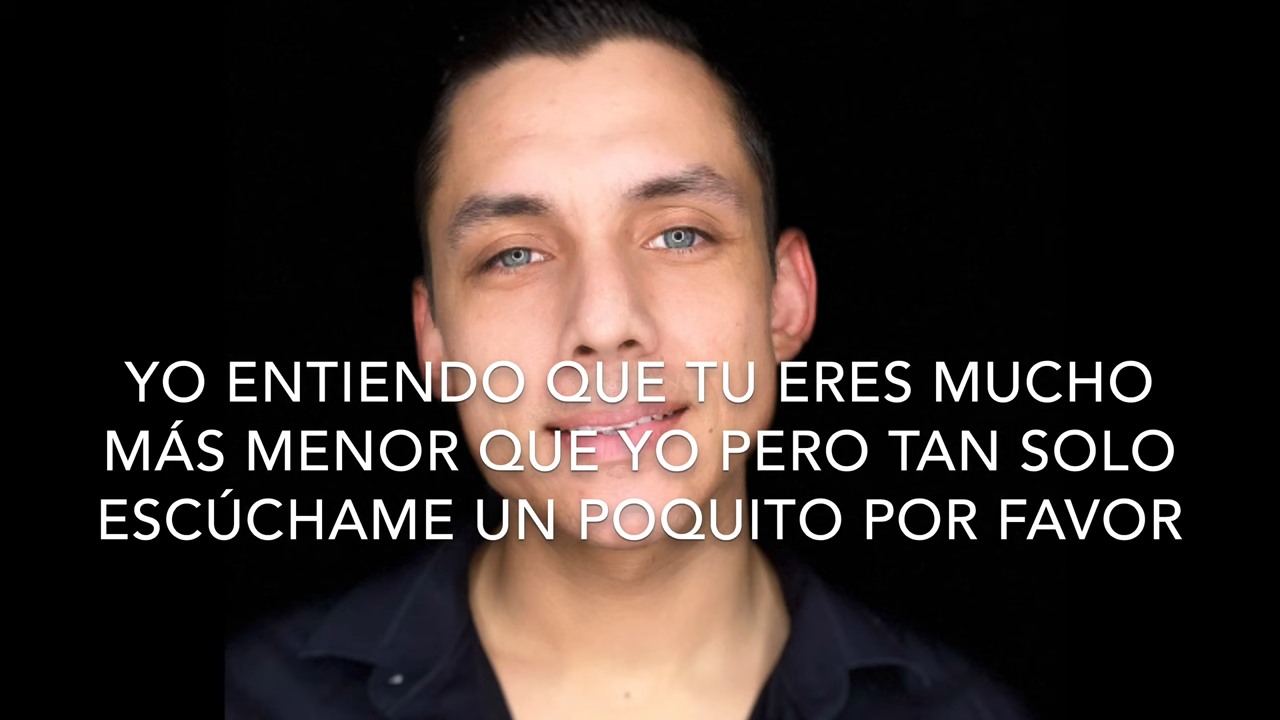 YO ENTIENDO QUE TU ERES MUCHO
MÁS MENOR QUE YO PERO TAN SOLO
ESCÚCHAME UN POQUITO POR FAVOR